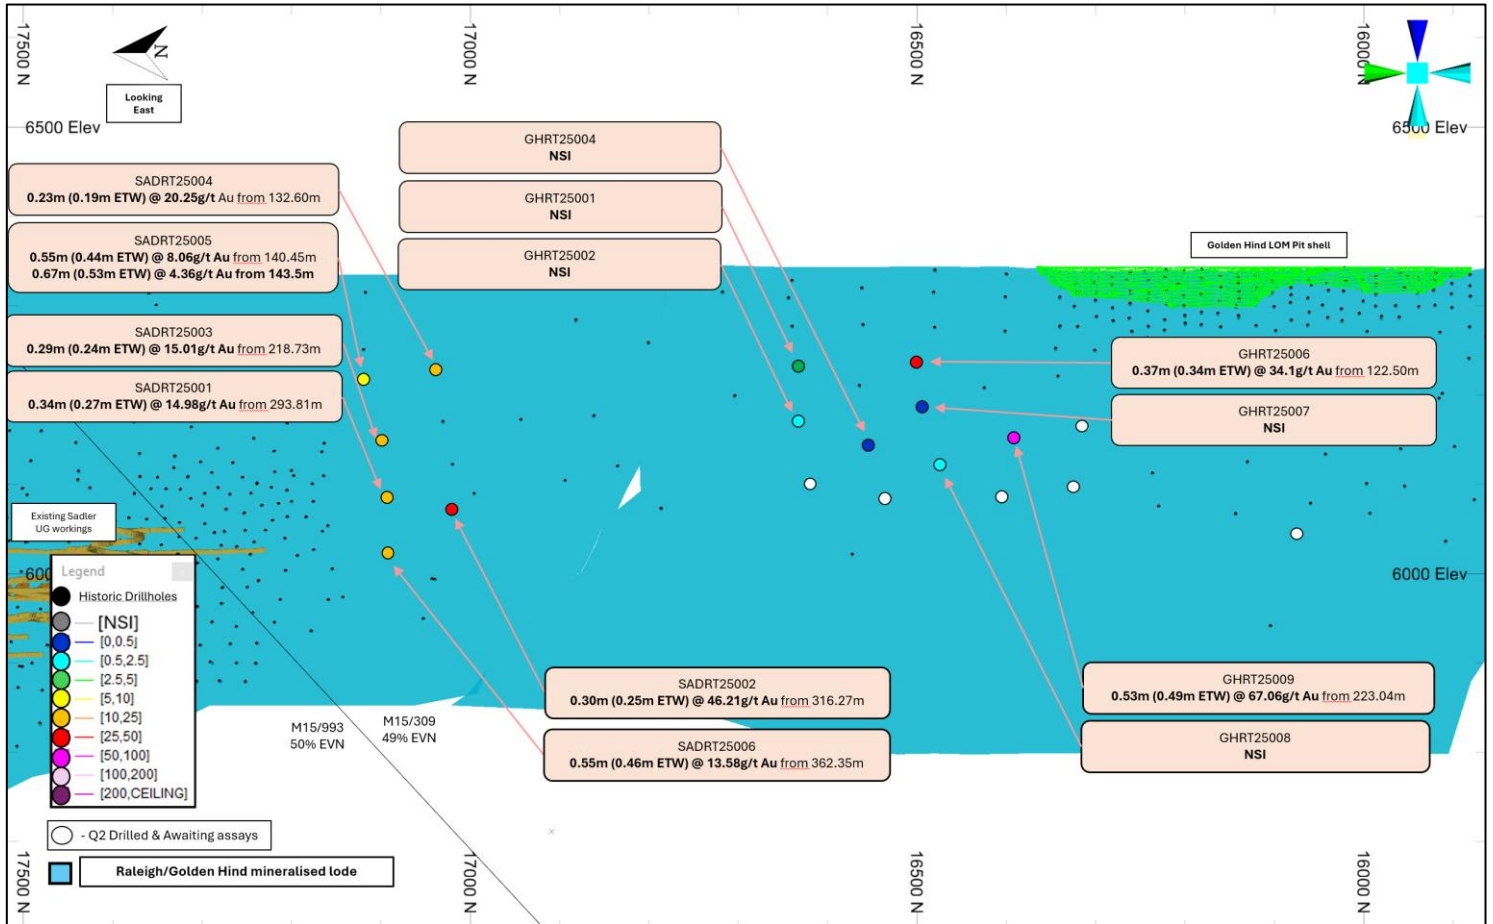 17500 N
17000 N
16500 N
16000 N
N
Looking
East
6500 Elev
6500 Elev
GHRT25004
NSI
SADRT25004
0.23m (0.19m ETW) @ 20.25g/t Au from 132.60m
GHRT25001
NSI
SADRT25005
0.55m (0.44m ETW) @ 8.06g/t Au from 140.45m
0.67m (0.53m ETW) @ 4.36g/t Au from 143.5m
GHRT25002
NSI
Golden Hind LOM Pit shell
SADRT25003
0.29m (0.24m ETW) @ 15.01g/t Au from 218.73m
GHRT25006
0.37m (0.34m ETW) @ 34.1g/t Au from 122.50m
SADRT25001
0.34m (0.27m ETW) @ 14.98g/t Au from 293.81m
GHRT25007
NSI
Existing Sadler
UG workings
600
6000 Elev
Legend
Historic Drillholes
[NSI]
[0,0.5]
[0.5,2.5]
[2.5,5]
[5,10]
[10,25]
[25,50]
[50,100]
[100,200]
[200,CEILING]
M15/993
50% EVN
M15/309
49% EVN
SADRT25002
0.30m (0.25m ETW) @ 46.21g/t Au from 316.27m
SADRT25006
0.55m (0.46m ETW) @ 13.58g/t Au from 362.35m
GHRT25009
0.53m (0.49m ETW) @ 67.06g/t Au from 223.04m
GHRT25008
NSI
- Q2 Drilled & Awaiting assays
Raleigh/Golden Hind mineralised lode
17500 N
17000 N
16500 N
16000 N